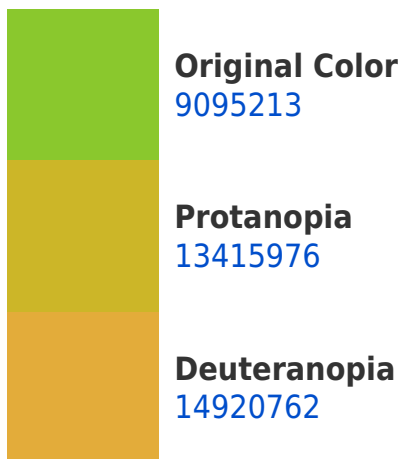 Original Color
9095213
Protanopia
13415976
Deuteranopia
14920762